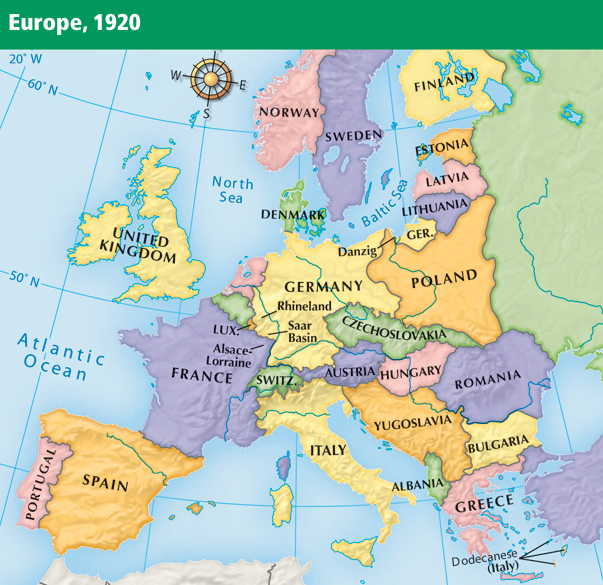 Europe, 1920
20° W
60° N
W
E
S
NORWAY
SWEDEN
FINLAND
ESTONIA
LATVIA
LITHUANIA
North
Sea
Baltic Sea
DENMARK
UNITED
KINGDOM
GER.
Danzig
POLAND
GERMANY
50° N
Rhineland
LUX.
Saar
Basin
CZECHOSLOVAKIA
Atlantic
Ocean
Alsace-
Lorraine
FRANCE
SWITZ.
AUSTRIA
HUNGARY
ROMANIA
YUGOSLAVIA
BULGARIA
ITALY
PORTUGAL
SPAIN
ALBANIA
GREECE
Dodecanese
(Italy)